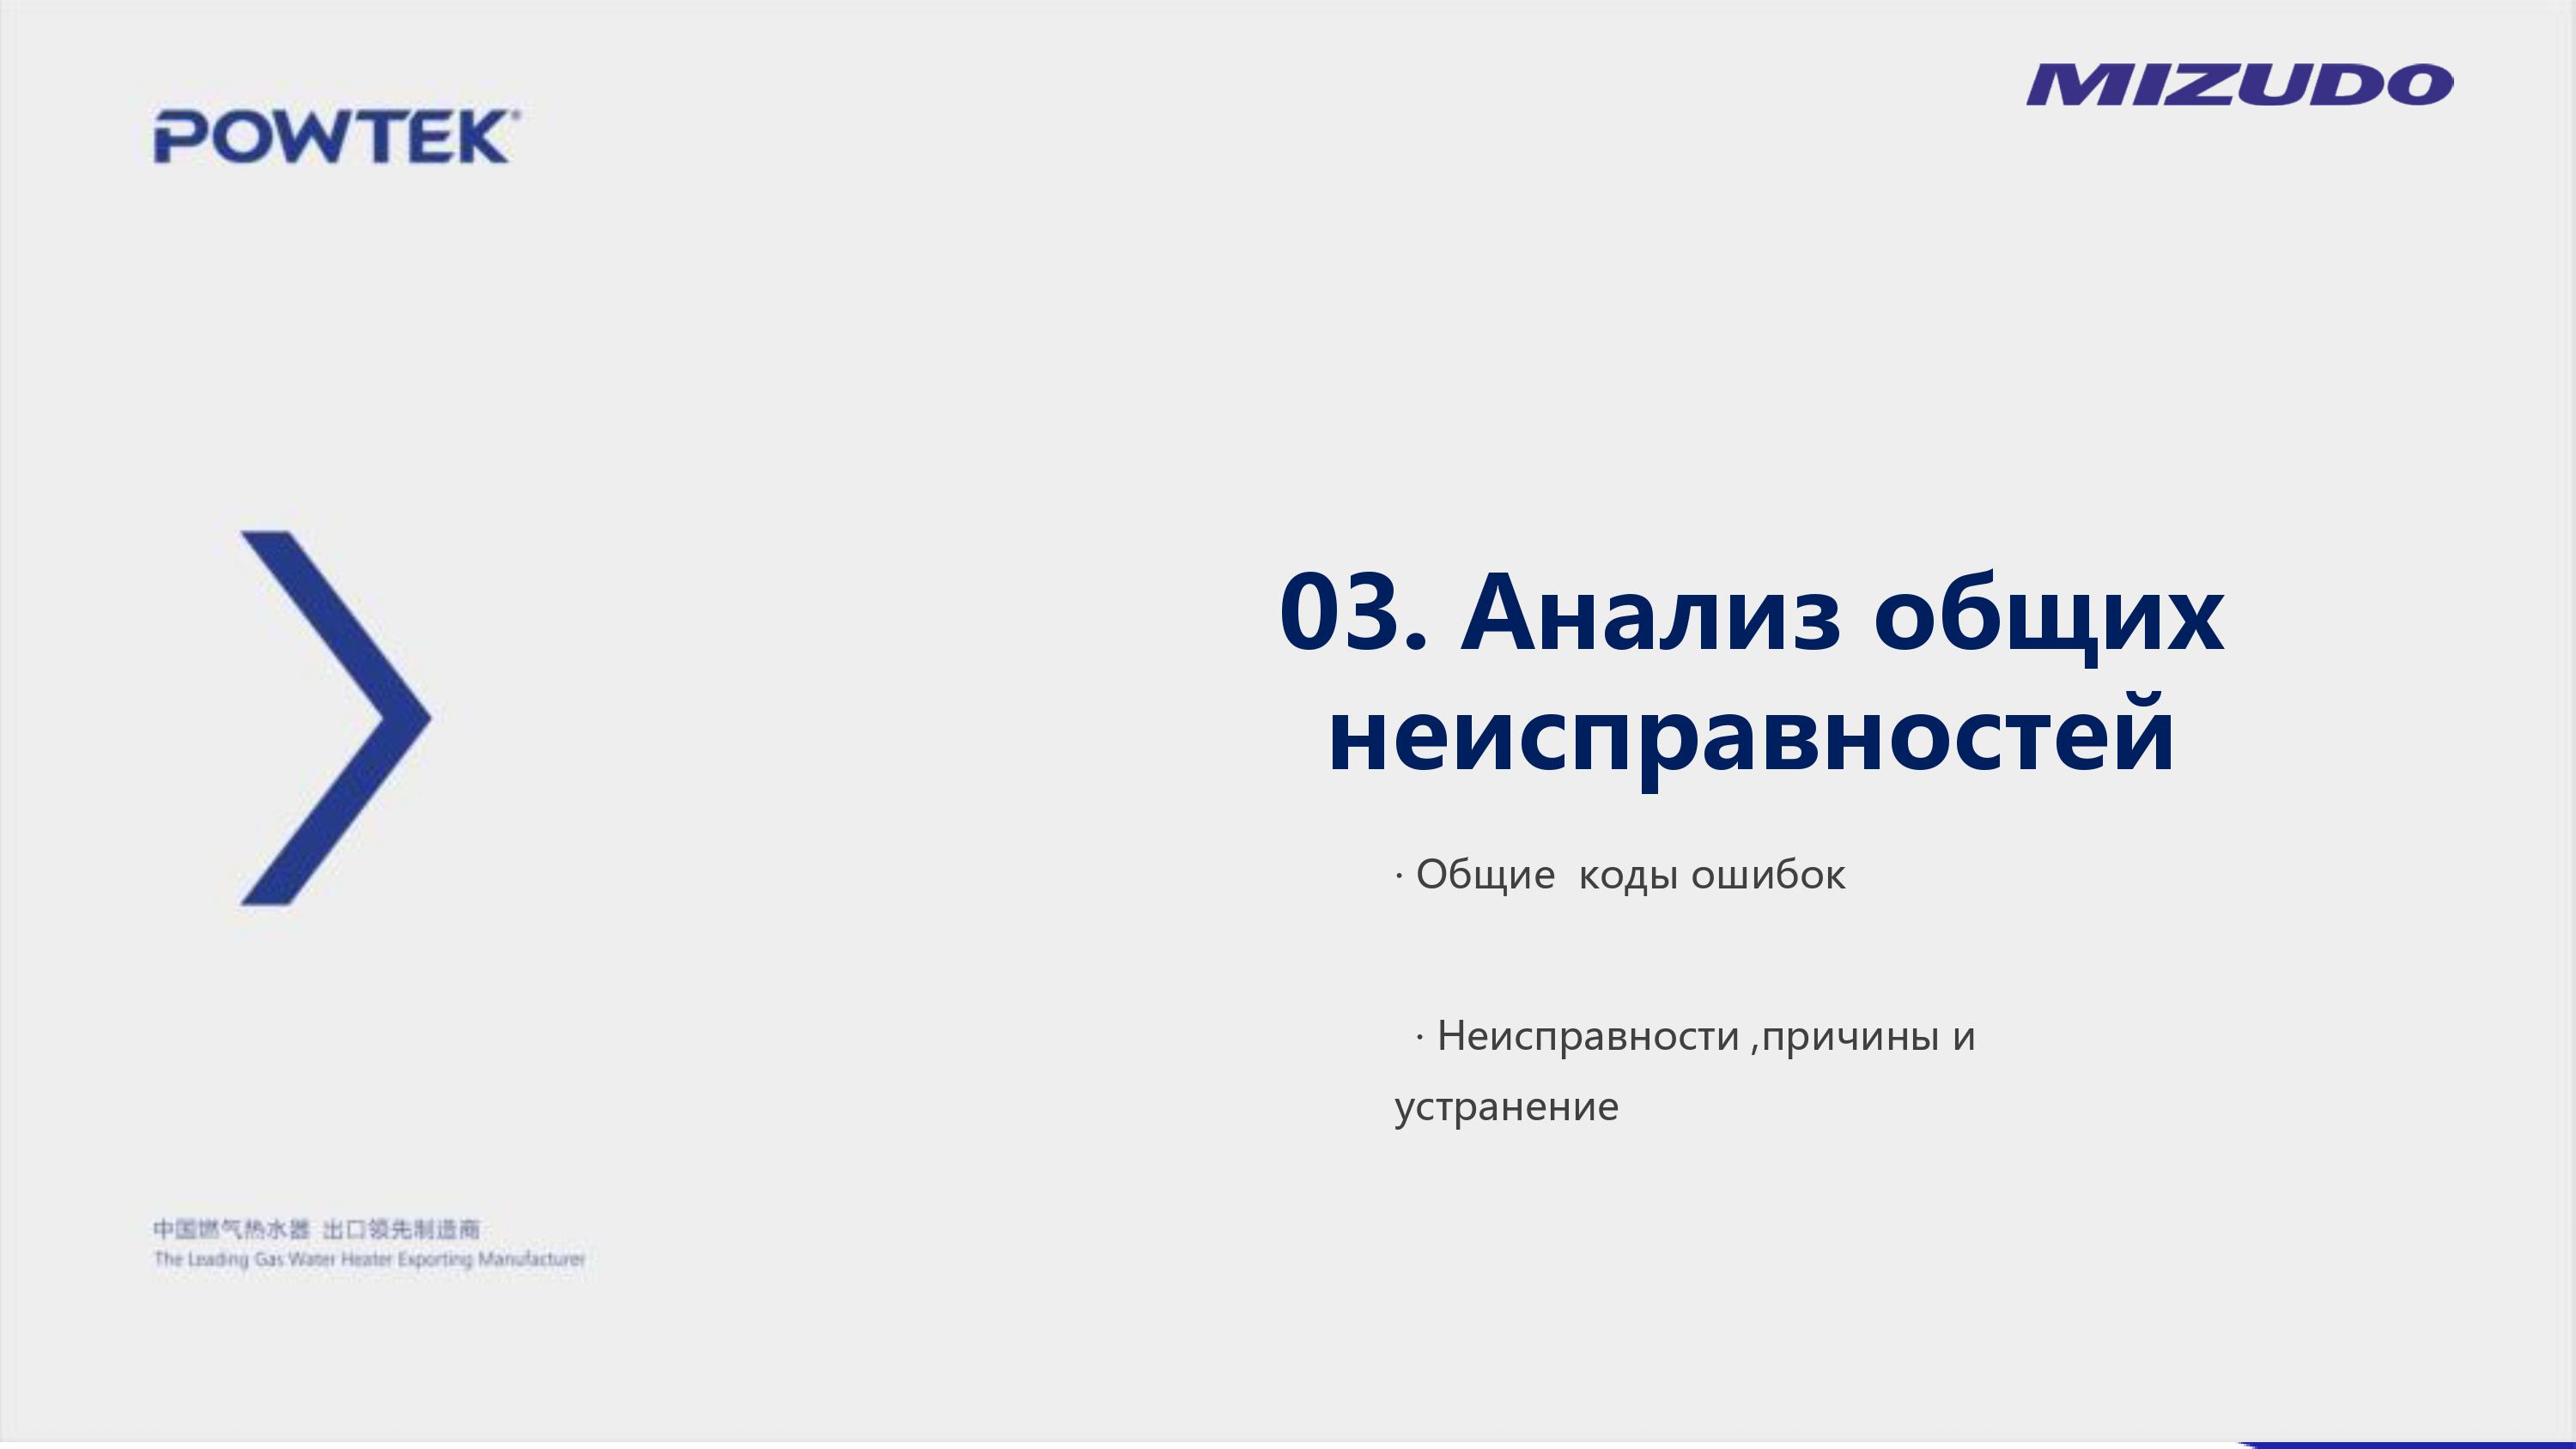 POWTEK®
MIZUDO
03. Анализ общих
неисправностей
· Общие  коды ошибок
· Неисправности ,причины и
устранение
中国燃气热水器 出口领先制造商
The Leading Gas Water Heater Exporting Manufacturer